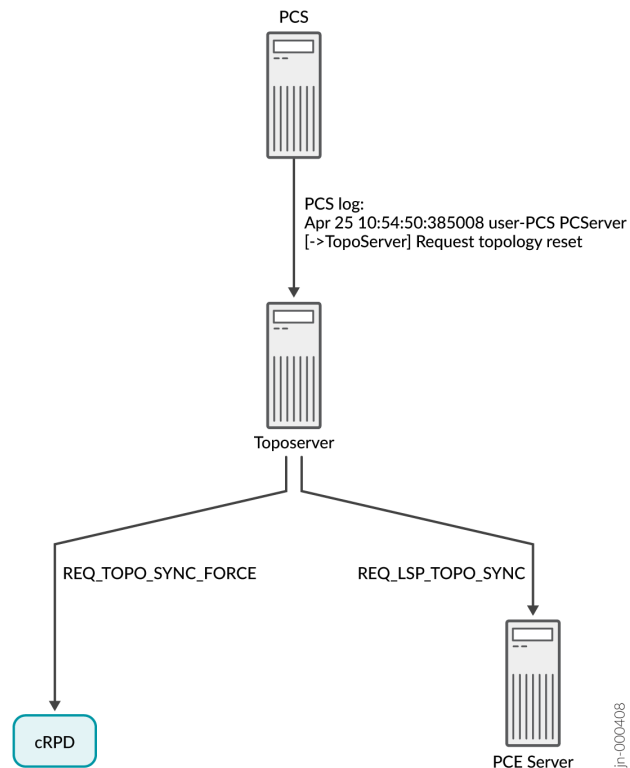 PCS
PCS log:
Apr 25 10:54:50:385008 user-PCS PCServer
[->TopoServer] Request topology reset
Toposerver
REQ_TOPO_SYNC_FORCE
REQ_LSP_TOPO_SYNC
cRPD
PCE Server
jn-000408